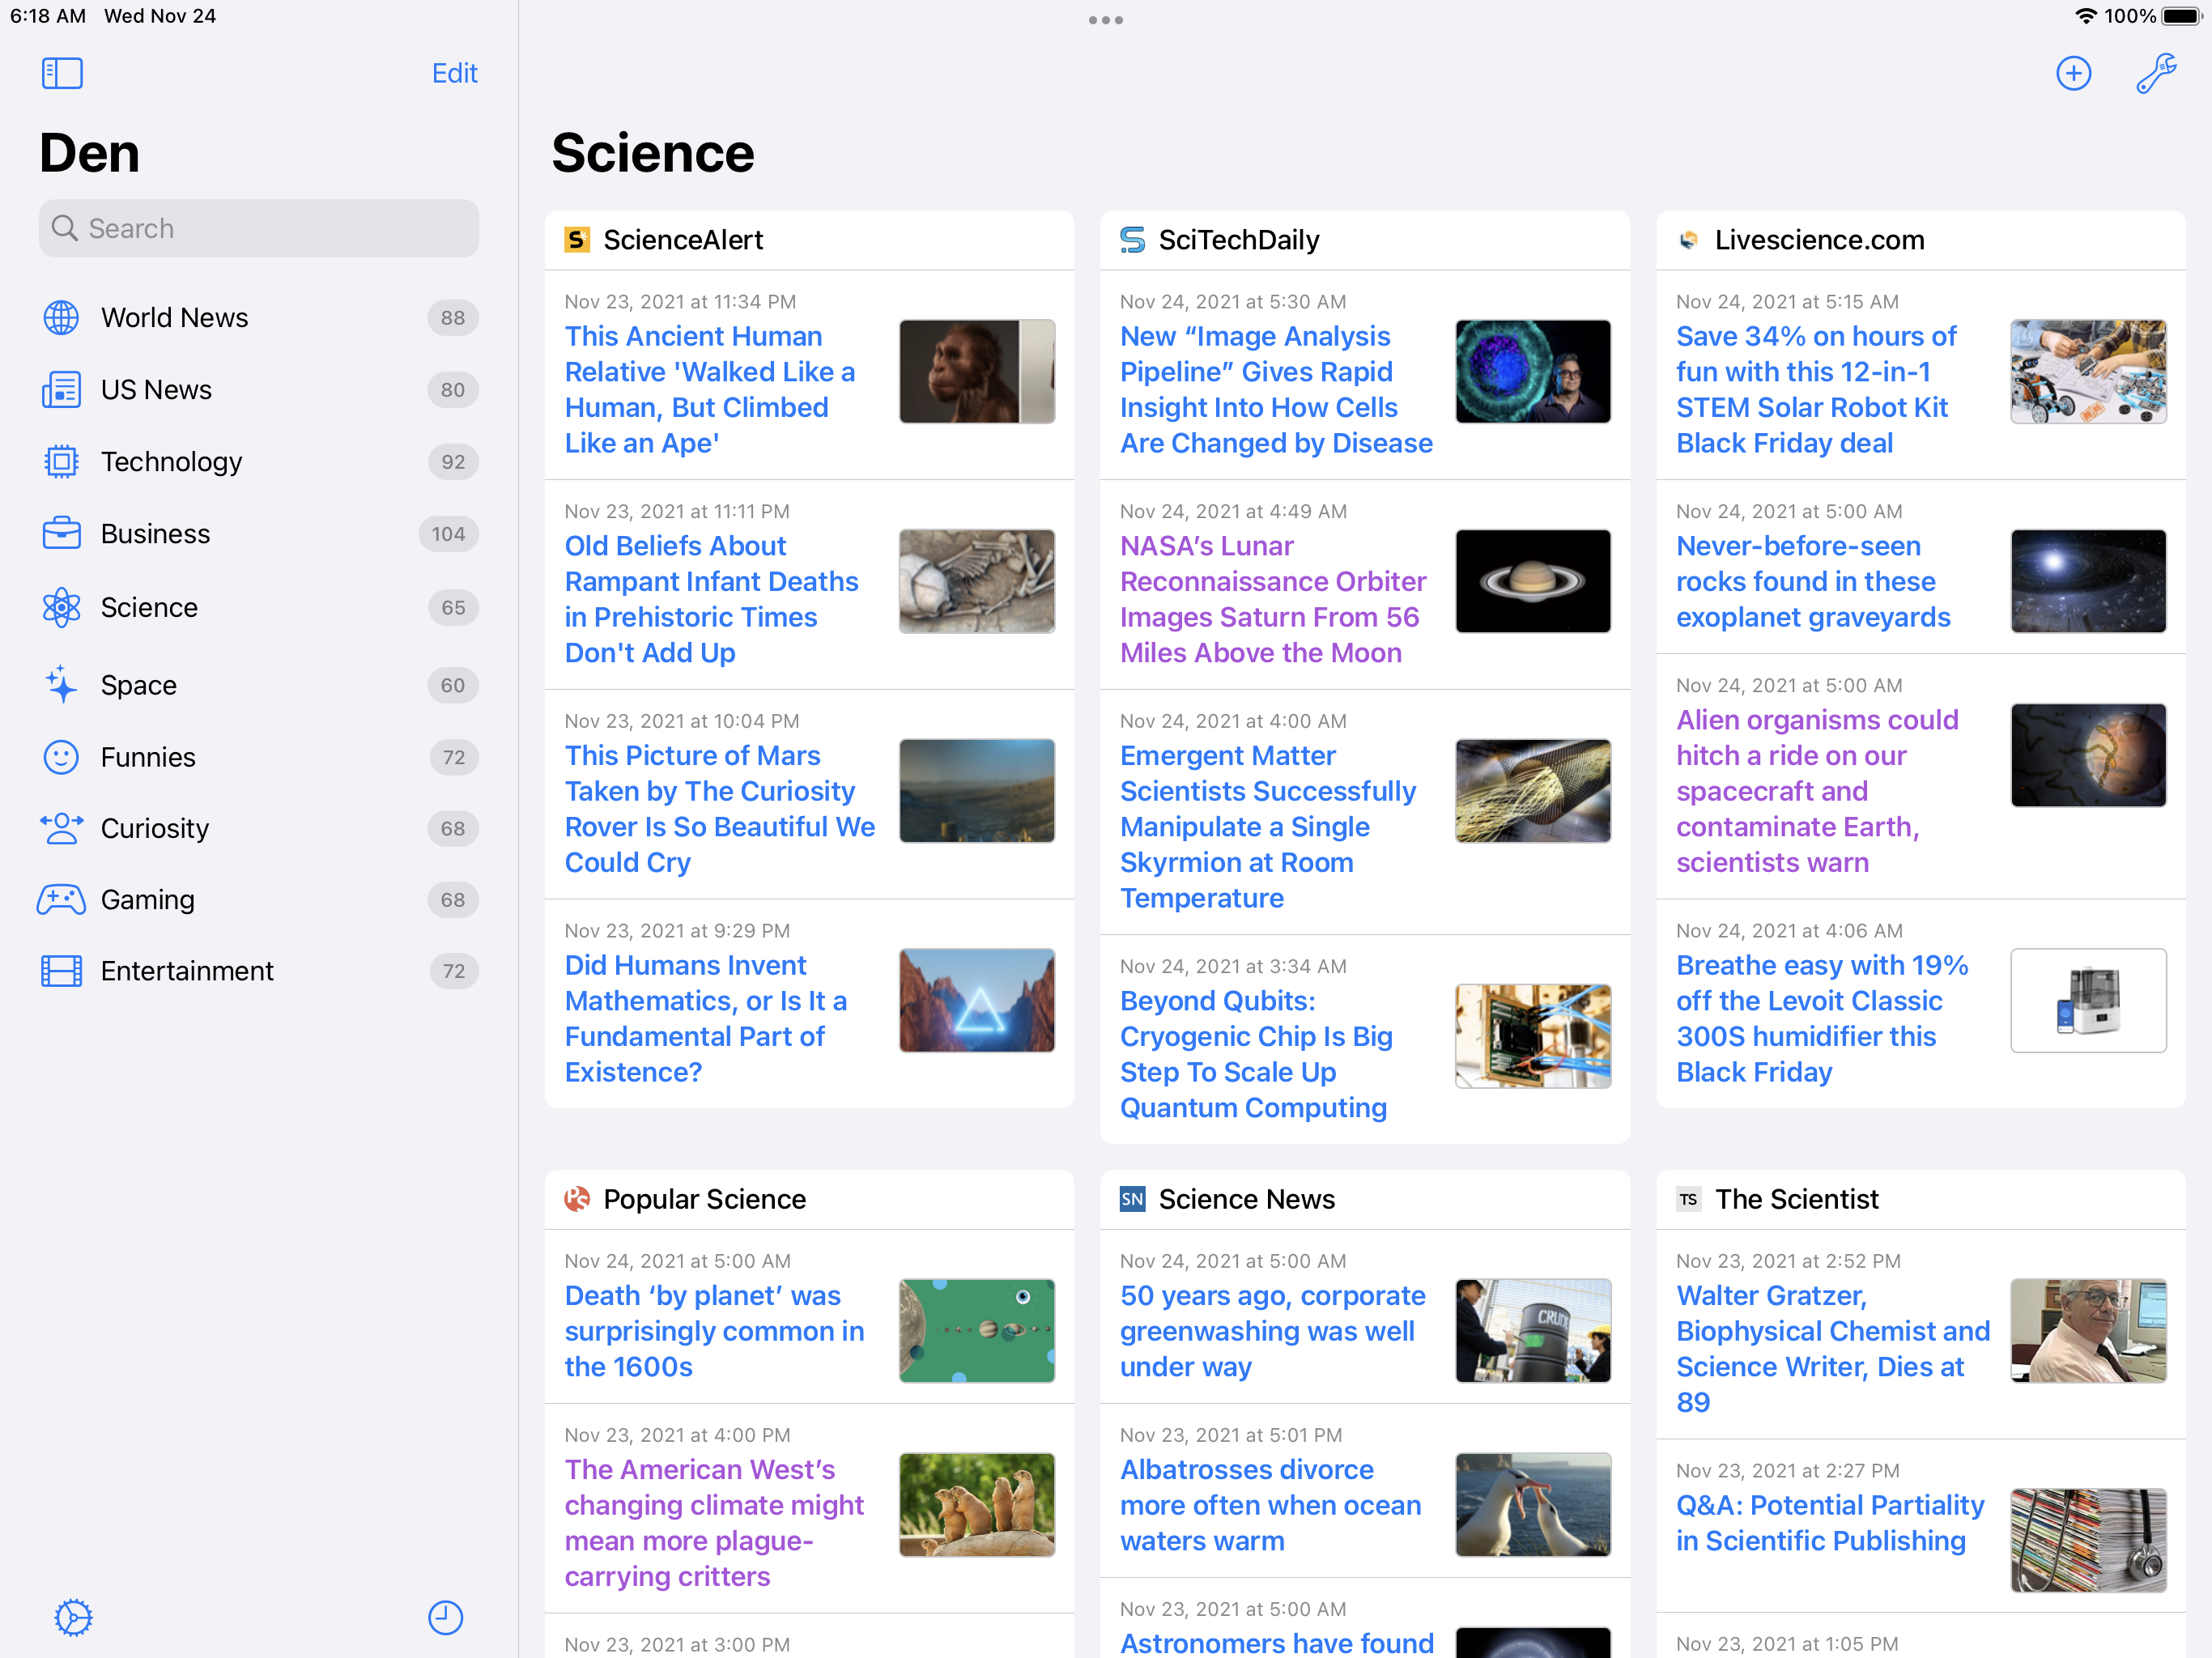 6:18 AM Wed Nov 24
100%
Edit
Den
Search
World News 88
US News 80
Technology 92
Business 104
Science 65
Space 60
Funnies 72
Curiosity 68
Gaming 68
Entertainment 72
Science
ScienceAlert
Nov 23, 2021 at 11:34 PM
This Ancient Human
Relative 'Walked Like a
Human, But Climbed
Like an Ape'
Nov 23, 2021 at 11:11 PM
Old Beliefs About
Rampant Infant Deaths
in Prehistoric Times
Don't Add Up
Nov 23, 2021 at 10:04 PM
This Picture of Mars
Taken by The Curiosity
Rover Is So Beautiful We
Could Cry
Nov 23, 2021 at 9:29 PM
Did Humans Invent
Mathematics, or Is It a
Fundamental Part of
Existence?
SciTechDaily
Nov 24, 2021 at 5:30 AM
New “Image Analysis
Pipeline” Gives Rapid
Insight Into How Cells
Are Changed by Disease
Nov 24, 2021 at 4:49 AM
NASA’s Lunar
Reconnaissance Orbiter
Images Saturn From 56
Miles Above the Moon
Nov 24, 2021 at 4:00 AM
Emergent Matter
Scientists Successfully
Manipulate a Single
Skyrmion at Room
Temperature
Nov 24, 2021 at 3:34 AM
Beyond Qubits:
Cryogenic Chip Is Big
Step To Scale Up
Quantum Computing
Livescience.com
Nov 24, 2021 at 5:15 AM
Save 34% on hours of
fun with this 12-in-1
STEM Solar Robot Kit
Black Friday deal
Nov 24, 2021 at 5:00 AM
Never-before-seen
rocks found in these
exoplanet graveyards
Nov 24, 2021 at 5:00 AM
Alien organisms could
hitch a ride on our
spacecraft and
contaminate Earth,
scientists warn
Nov 24, 2021 at 4:06 AM
Breathe easy with 19%
off the Levoit Classic
300S humidifier this
Black Friday
PS Popular Science
Nov 24, 2021 at 5:00 AM
Death ‘by planet’ was
surprisingly common in
the 1600s
Nov 23, 2021 at 4:00 PM
The American West’s
changing climate might
mean more plague-
carrying critters
Nov 23, 2021 at 3:00 PM
SN Science News
Nov 24, 2021 at 5:00 AM
50 years ago, corporate
greenwashing was well
under way
CRUDE
Nov 23, 2021 at 5:01 PM
Albatrosses divorce
more often when ocean
waters warm
Nov 23, 2021 at 5:00 AM
Astronomers have found
TS The Scientist
Nov 23, 2021 at 2:52 PM
Walter Gratzer,
Biophysical Chemist and
Science Writer, Dies at
89
Nov 23, 2021 at 2:27 PM
Q&A: Potential Partiality
in Scientific Publishing
Nov 23, 2021 at 1:05 PM